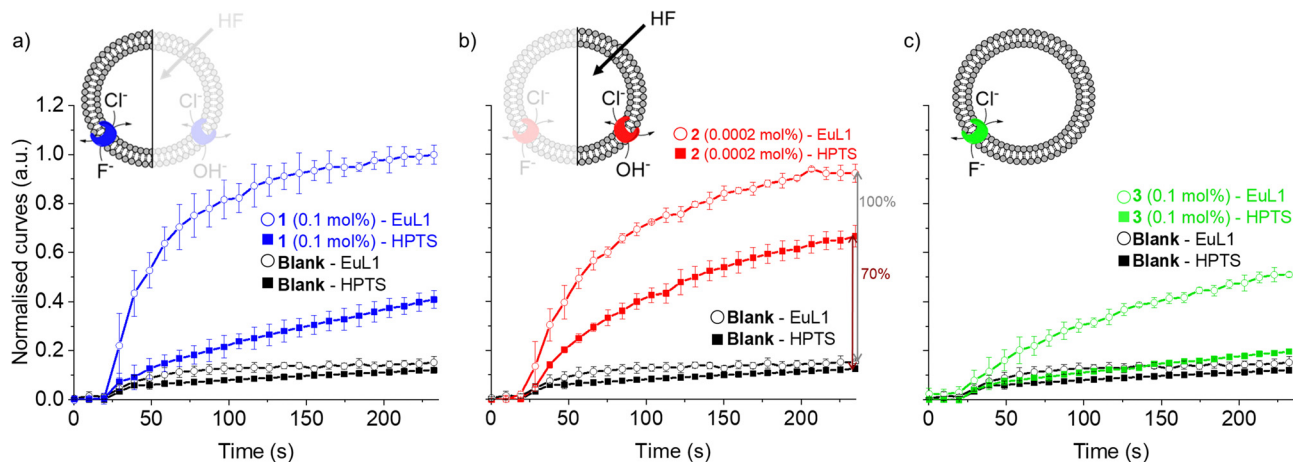 a)
HF
Cl⁻
Cl⁻
F⁻
OH⁻
1 (0.1 mol%) - EuL1
1 (0.1 mol%) - HPTS
Blank - EuL1
Blank - HPTS
Normalised curves (a.u.)
1.2
1.0
0.8
0.6
0.4
0.2
0.0
0
50
100
150
200
Time (s)
b)
HF
Cl⁻
Cl⁻
F⁻
OH⁻
2 (0.0002 mol%) - EuL1
2 (0.0002 mol%) - HPTS
100%
70%
Blank - EuL1
Blank - HPTS
0
50
100
150
200
Time (s)
c)
Cl⁻
F⁻
3 (0.1 mol%) - EuL1
3 (0.1 mol%) - HPTS
Blank - EuL1
Blank - HPTS
0
50
100
150
200
Time (s)